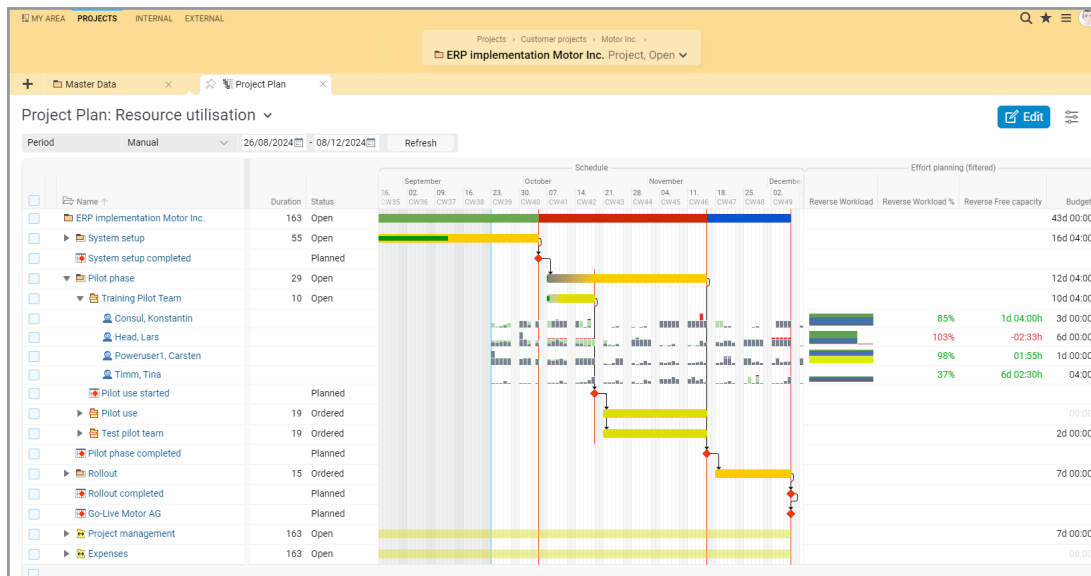 MY AREA PROJECTS INTERNAL EXTERNAL
Projects › Customer projects › Motor Inc. ›
ERP implementation Motor Inc. Project, Open
Master Data Project Plan
Project Plan: Resource utilisation
Edit
Period Manual 26/08/2024 - 08/12/2024 Refresh
Schedule Effort planning (filtered)
September October November December
26. 02. 09. 16. 23. 30. 07. 14. 21. 28. 04. 11. 18. 25. 02.
Name Duration Status CW35 CW36 CW37 CW38 CW39 CW40 CW41 CW42 CW43 CW44 CW45 CW46 CW47 CW48 CW49 Reverse Workload Reverse Workload % Reverse Free capacity Budget
ERP implementation Motor Inc. 163 Open 43d 00:00
System setup 55 Open 16d 04:00
System setup completed Planned
Pilot phase 29 Open 12d 04:00
Training Pilot Team 10 Open 10d 04:00
Consul, Konstantin 85% 1d 04:00h 3d 00:00
Head, Lars 103% -02:33h 6d 00:00
Poweruser1, Carsten 98% 01:55h 1d 00:00
Timm, Tina 37% 6d 02:30h 04:00
Pilot use started Planned
Pilot use 19 Ordered 00:00
Test pilot team 19 Ordered 2d 00:00
Pilot phase completed Planned
Rollout 15 Ordered 7d 00:00
Rollout completed Planned
Go-Live Motor AG Planned
Project management 163 Open 7d 00:00
Expenses 163 Open 00:00